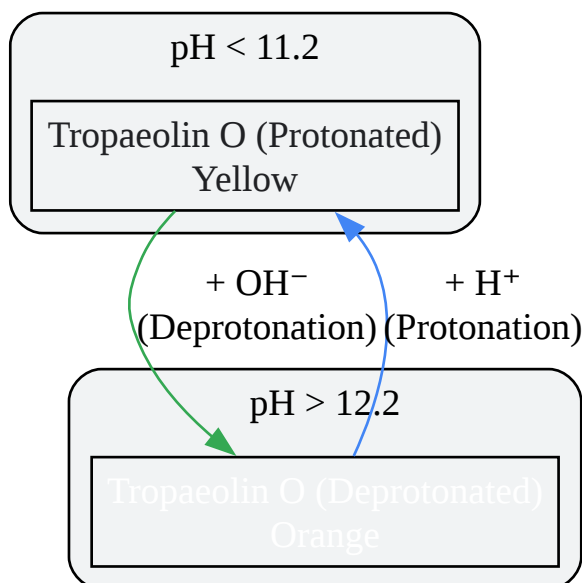 pH < 11.2
Tropaeolin O (Protonated)
Yellow
+ OH⁻
(Deprotonation)
+ H⁺
(Protonation)
pH > 12.2
Tropaeolin O (Deprotonated)
Orange